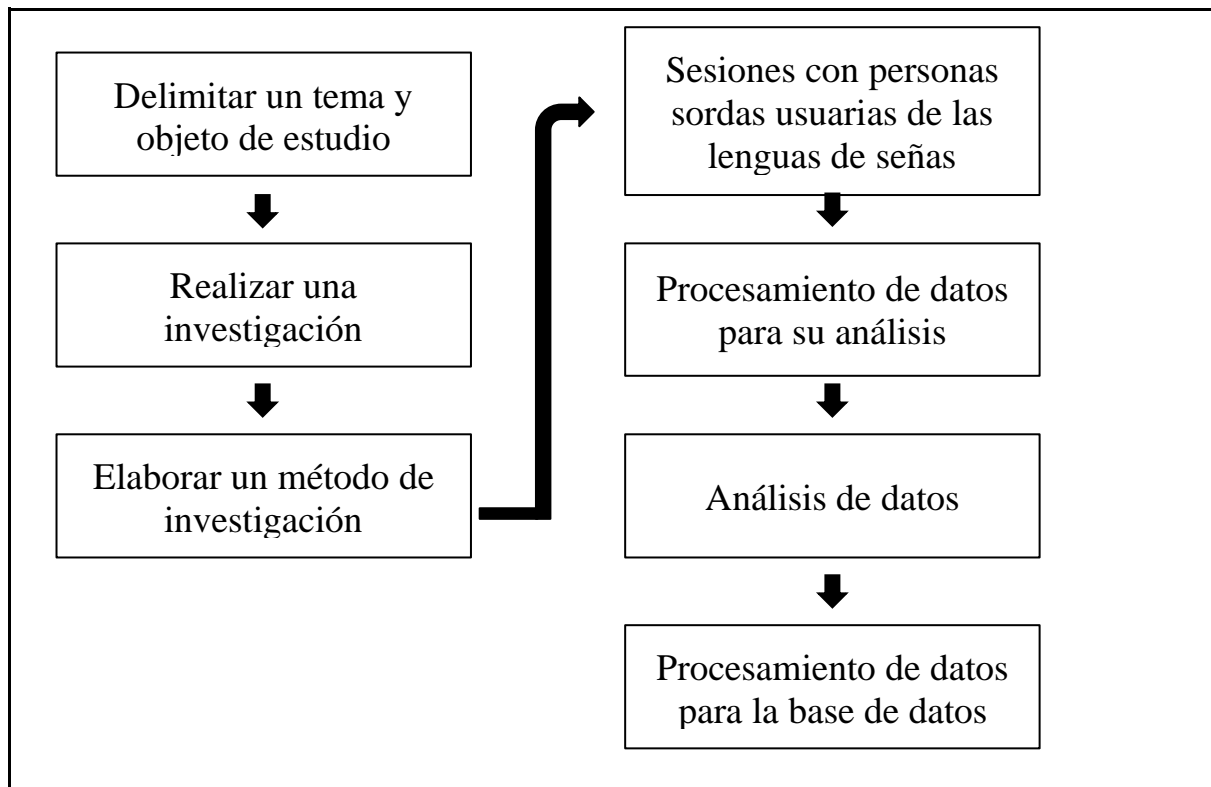 Delimitar un tema y
objeto de estudio
Realizar una
investigación
Elaborar un método de
investigación
Sesiones con personas
sordas usuarias de las
lenguas de señas
Procesamiento de datos
para su análisis
Análisis de datos
Procesamiento de datos
para la base de datos